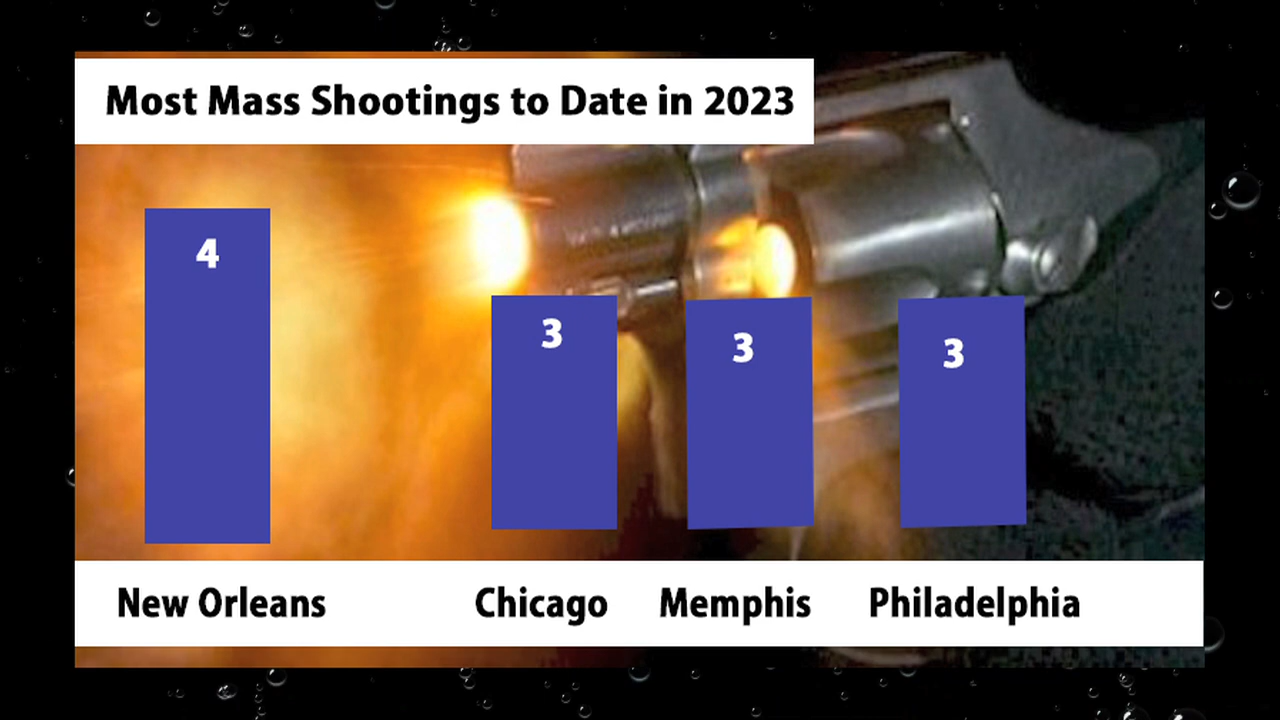 Most Mass Shootings to Date in 2023
4
3
3
3
New Orleans
Chicago
Memphis
Philadelphia